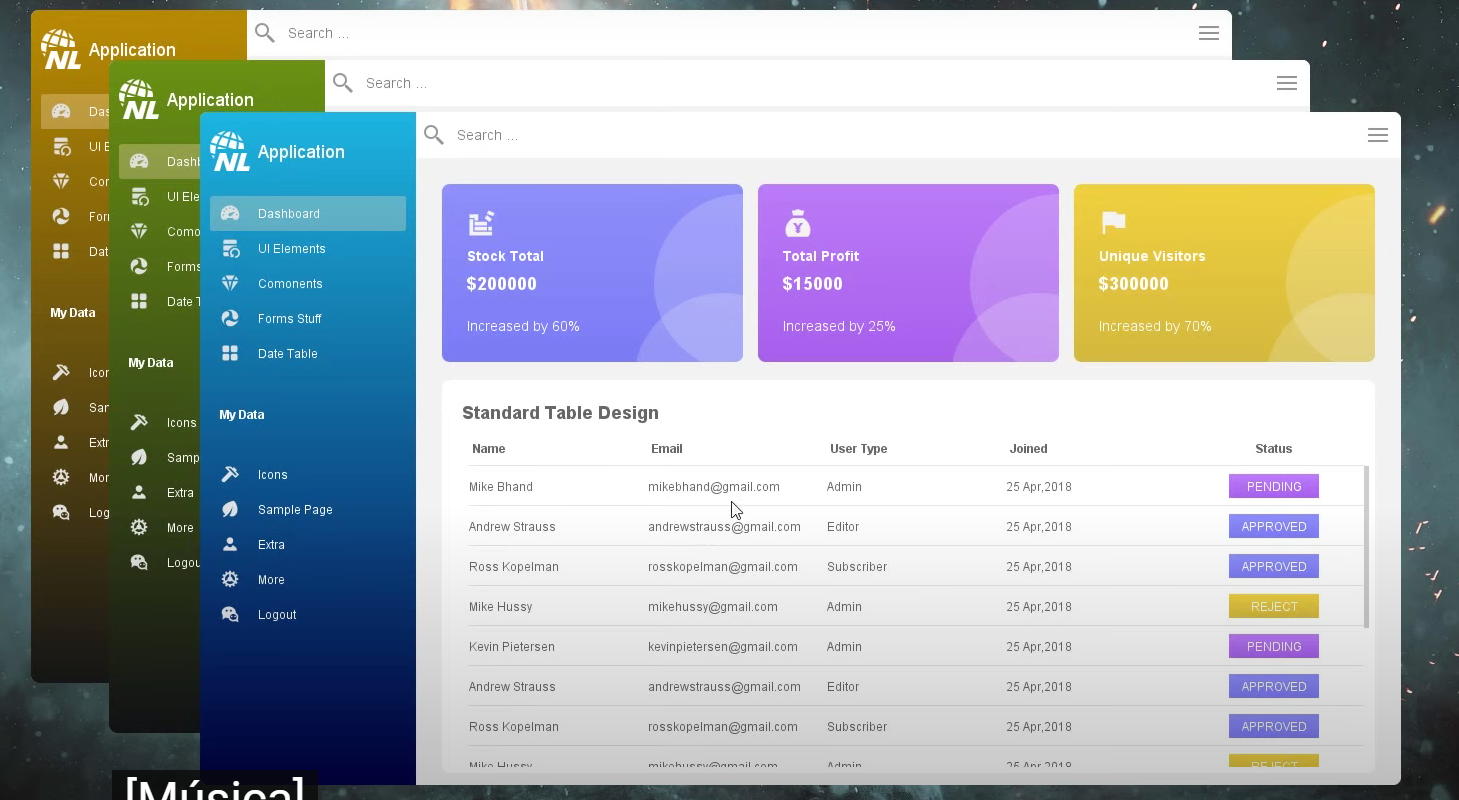 NL Application
Search ...
Das
UI E
Con
For
Dat
My Data
Icon
Sam
Extr
Mor
Log
NL Application
Search ...
Dashb
UI Ele
Como
Forms
Date T
My Data
Icons
Samp
Extra
More
Logou
NL Application
Search ...
Dashboard
UI Elements
Comonents
Forms Stuff
Date Table
My Data
Icons
Sample Page
Extra
More
Logout
Stock Total
$200000
Increased by 60%
Total Profit
$15000
Increased by 25%
Unique Visitors
$300000
Increased by 70%
Standard Table Design
Name Email User Type Joined Status
Mike Bhand mikebhand@gmail.com Admin 25 Apr,2018 PENDING
Andrew Strauss andrewstrauss@gmail.com Editor 25 Apr,2018 APPROVED
Ross Kopelman rosskopelman@gmail.com Subscriber 25 Apr,2018 APPROVED
Mike Hussy mikehussy@gmail.com Admin 25 Apr,2018 REJECT
Kevin Pietersen kevinpietersen@gmail.com Admin 25 Apr,2018 PENDING
Andrew Strauss andrewstrauss@gmail.com Editor 25 Apr,2018 APPROVED
Ross Kopelman rosskopelman@gmail.com Subscriber 25 Apr,2018 APPROVED
Mike Hussy mikehussy@gmail.com Admin 25 Apr,2018 REJECT
[Música]